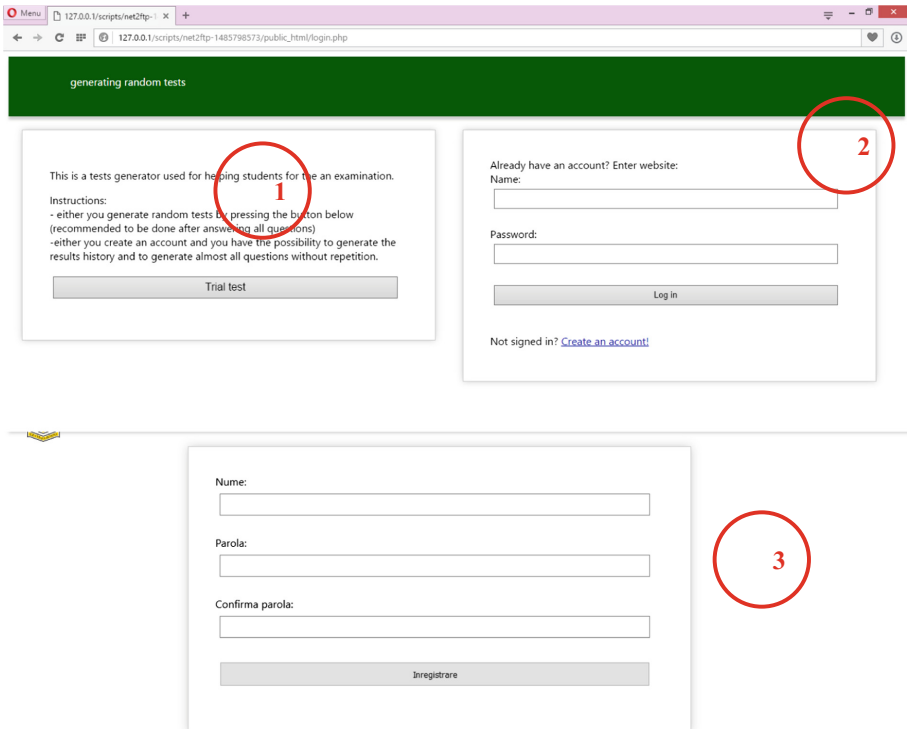 Menu
127.0.0.1/scripts/net2ftp-1
127.0.0.1/scripts/net2ftp-1485798573/public_html/login.php
generating random tests
This is a tests generator used for helping students for the an examination.
Instructions:
- either you generate random tests by pressing the button below
(recommended to be done after answering all questions)
-either you create an account and you have the possibility to generate the
results history and to generate almost all questions without repetition.
Trial test
1
2
Already have an account? Enter website:
Name:
Password:
Log in
Not signed in? Create an account!
Nume:
Parola:
Confirma parola:
Inregistrare
3